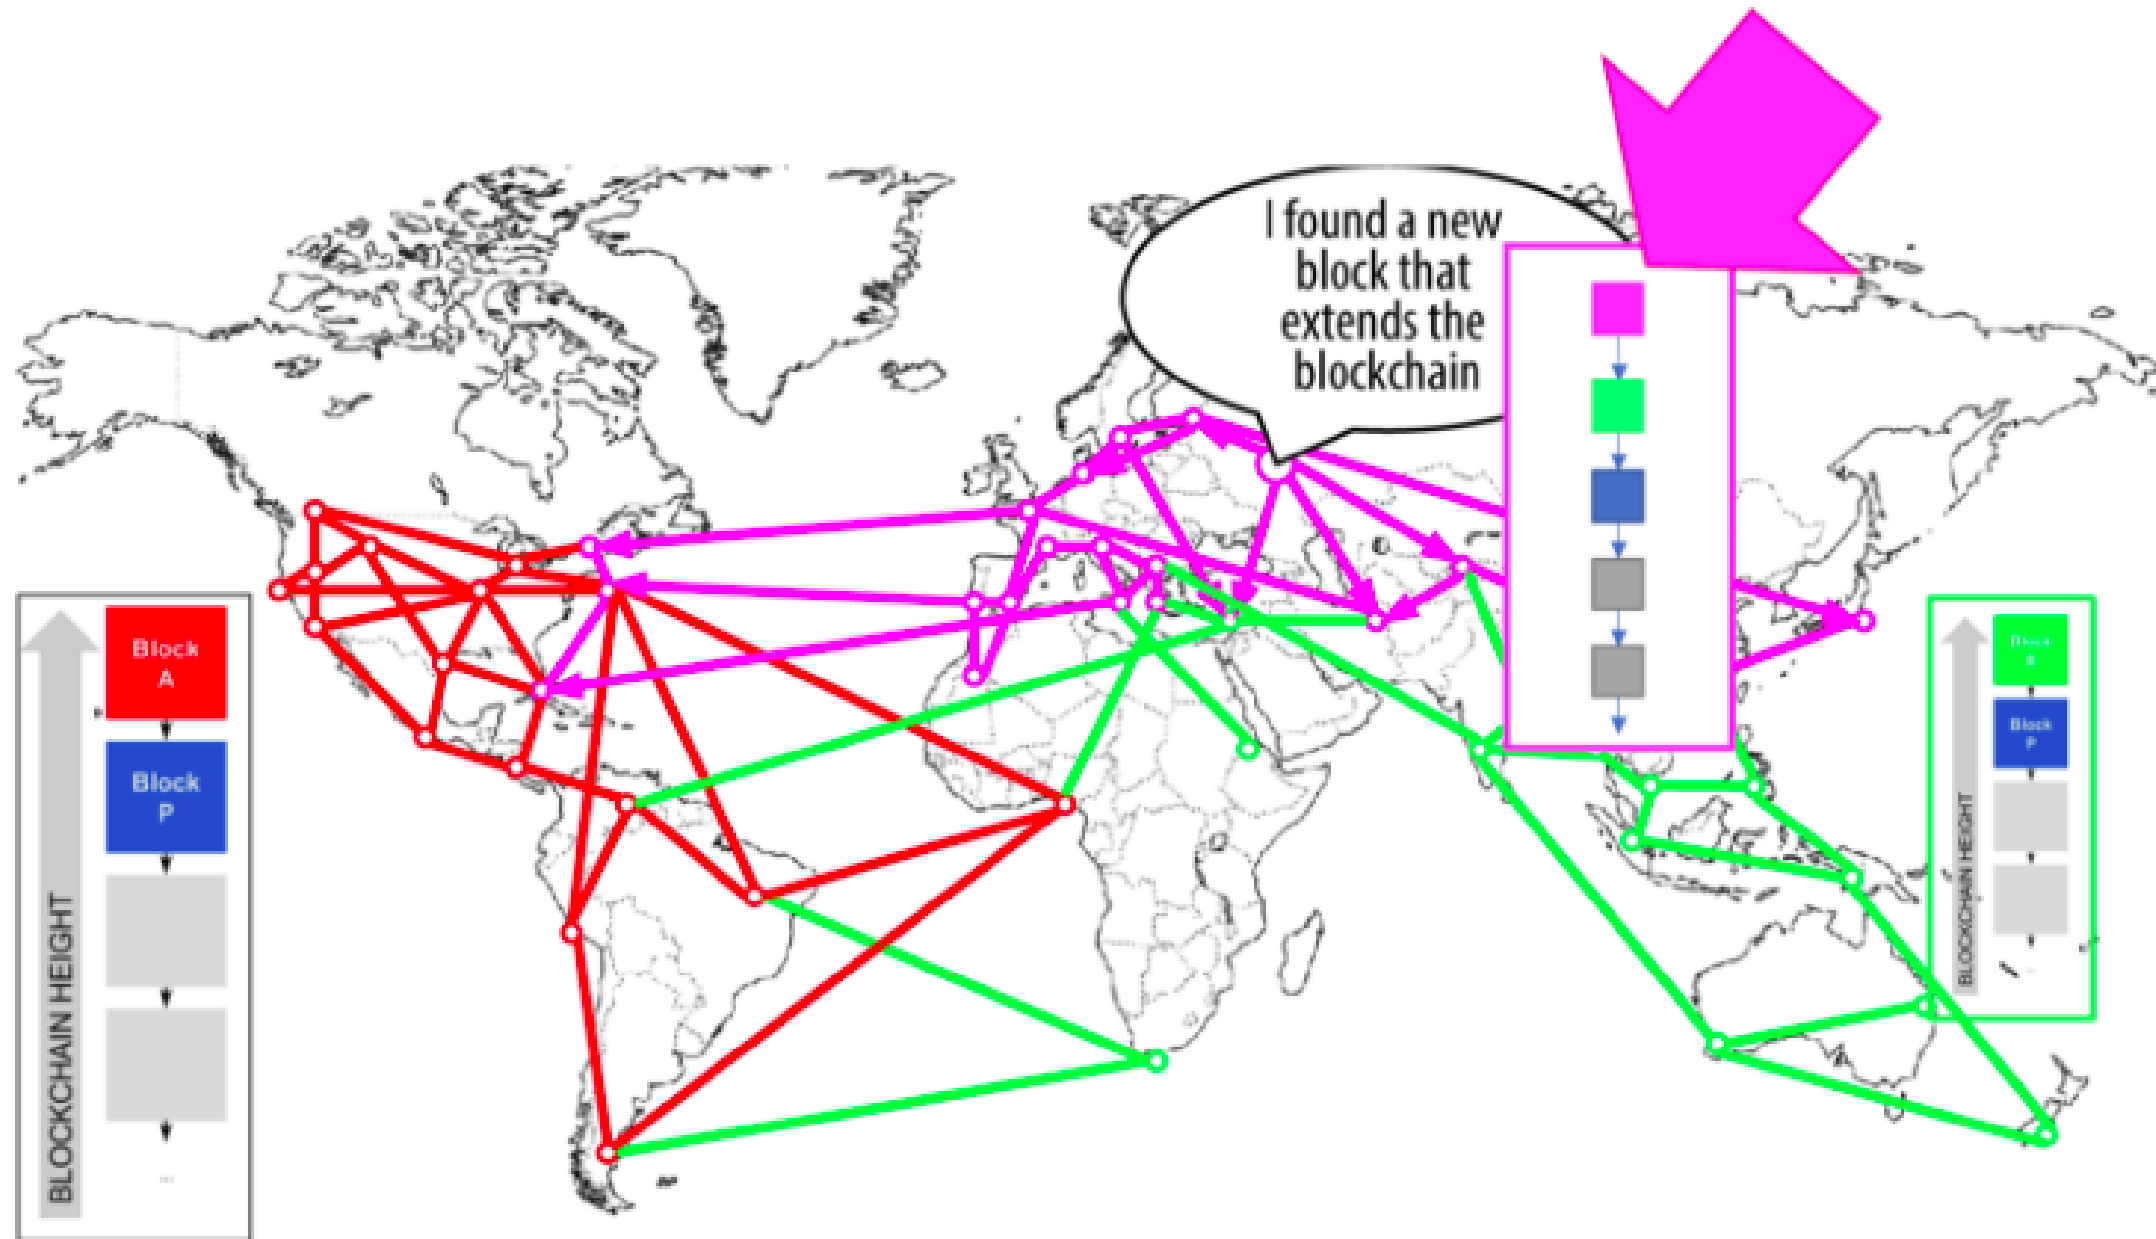 I found a new
block that
extends the
blockchain
Block
A
Block
P
...
BLOCKCHAIN HEIGHT
Block
P
BLOCKCHAIN HEIGHT